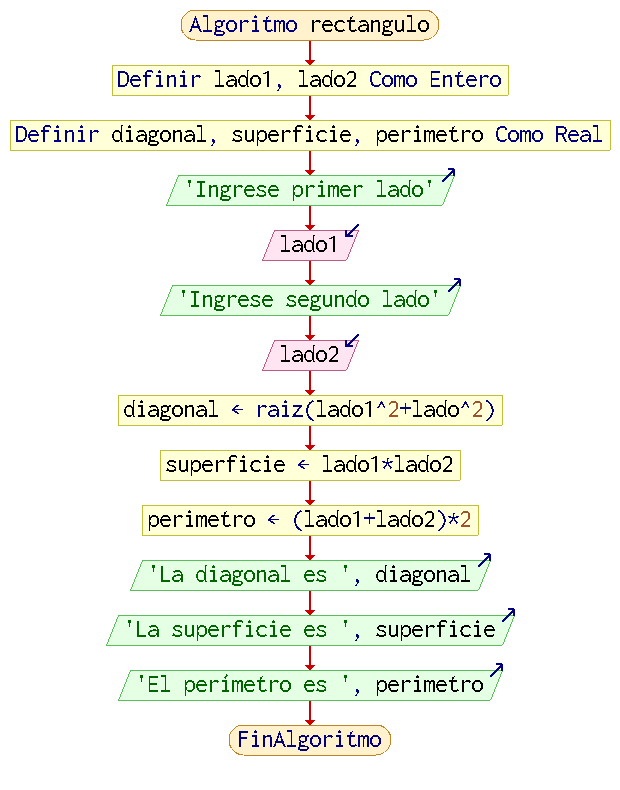 Algoritmo rectangulo
Definir lado1, lado2 Como Entero
Definir diagonal, superficie, perimetro Como Real
'Ingrese primer lado'
lado1
'Ingrese segundo lado'
lado2
diagonal ← raiz(lado1^2+lado^2)
superficie ← lado1*lado2
perimetro ← (lado1+lado2)*2
'La diagonal es ', diagonal
'La superficie es ', superficie
'El perímetro es ', perimetro
FinAlgoritmo